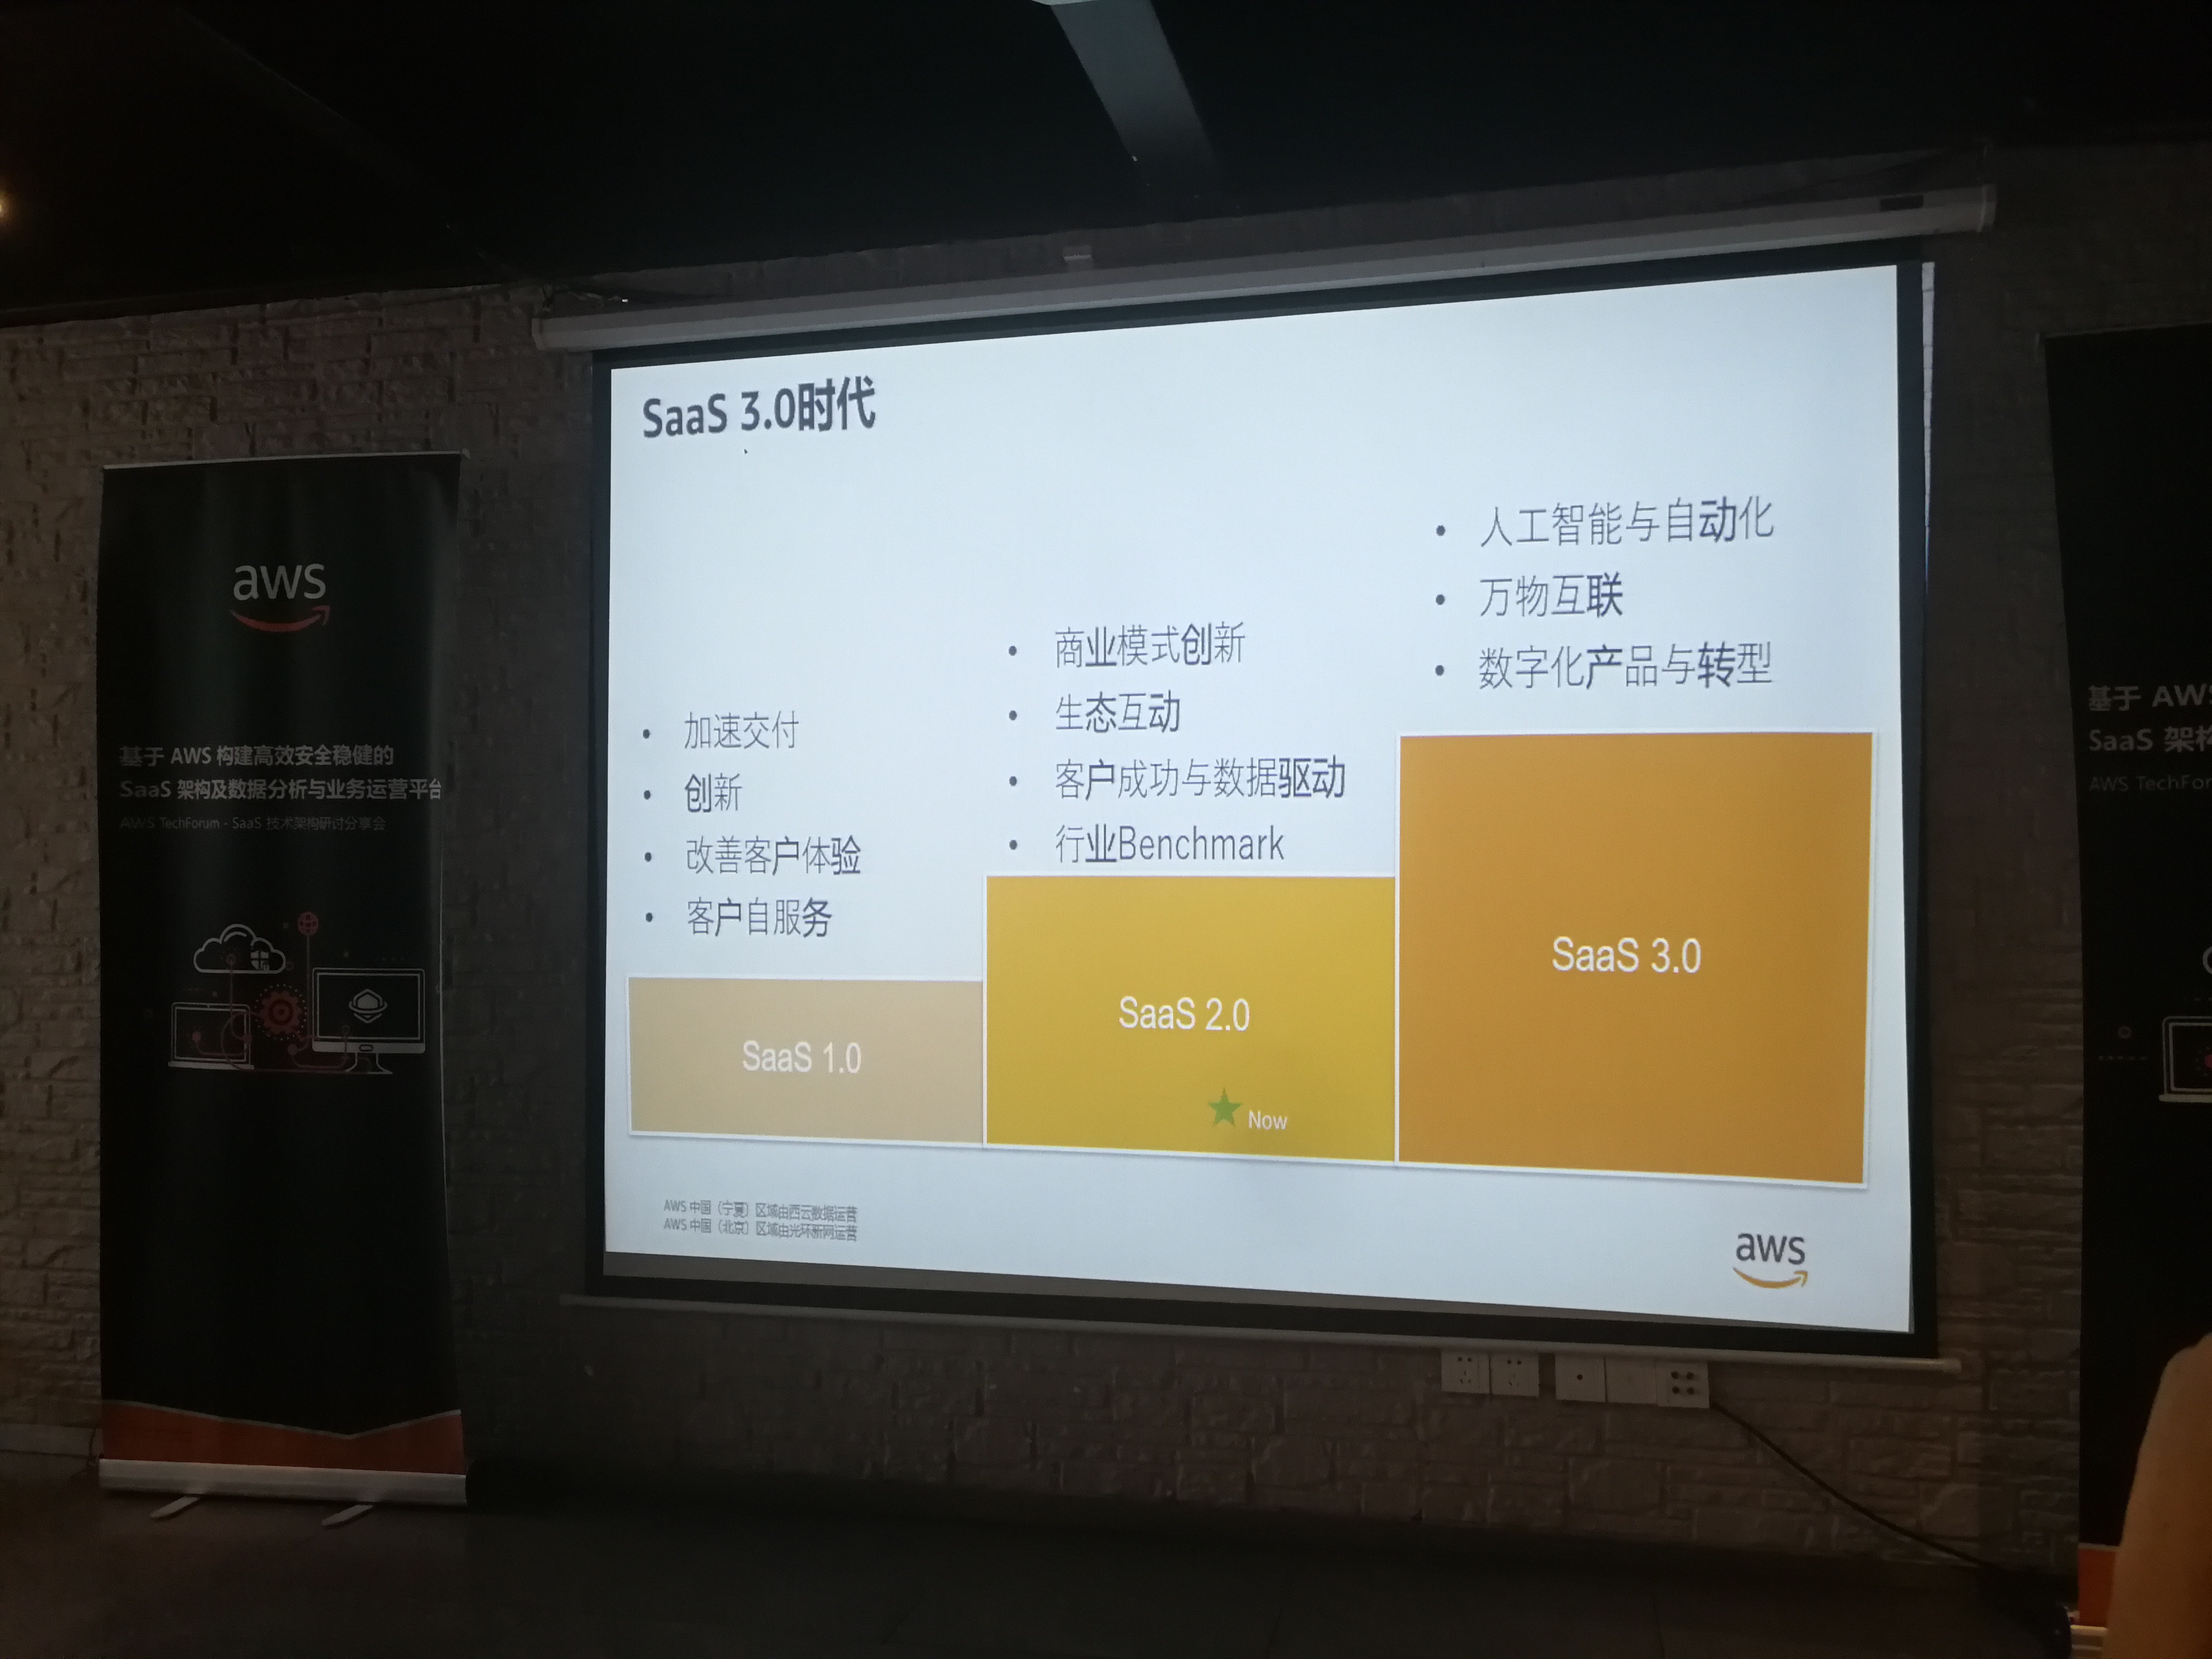 aws
基于 AWS 构建高效安全稳健的
SaaS 架构及数据分析与业务运营平台
AWS TechForum - SaaS 技术架构研讨分享会
SaaS 3.0时代
加速交付
创新
改善客户体验
客户自服务
SaaS 1.0
商业模式创新
生态互动
客户成功与数据驱动
行业Benchmark
SaaS 2.0
Now
人工智能与自动化
万物互联
数字化产品与转型
SaaS 3.0
AWS 中国（宁夏）区域由西云数据运营
AWS 中国（北京）区域由光环新网运营
aws
基于 AWS
SaaS 架构
AWS TechFor